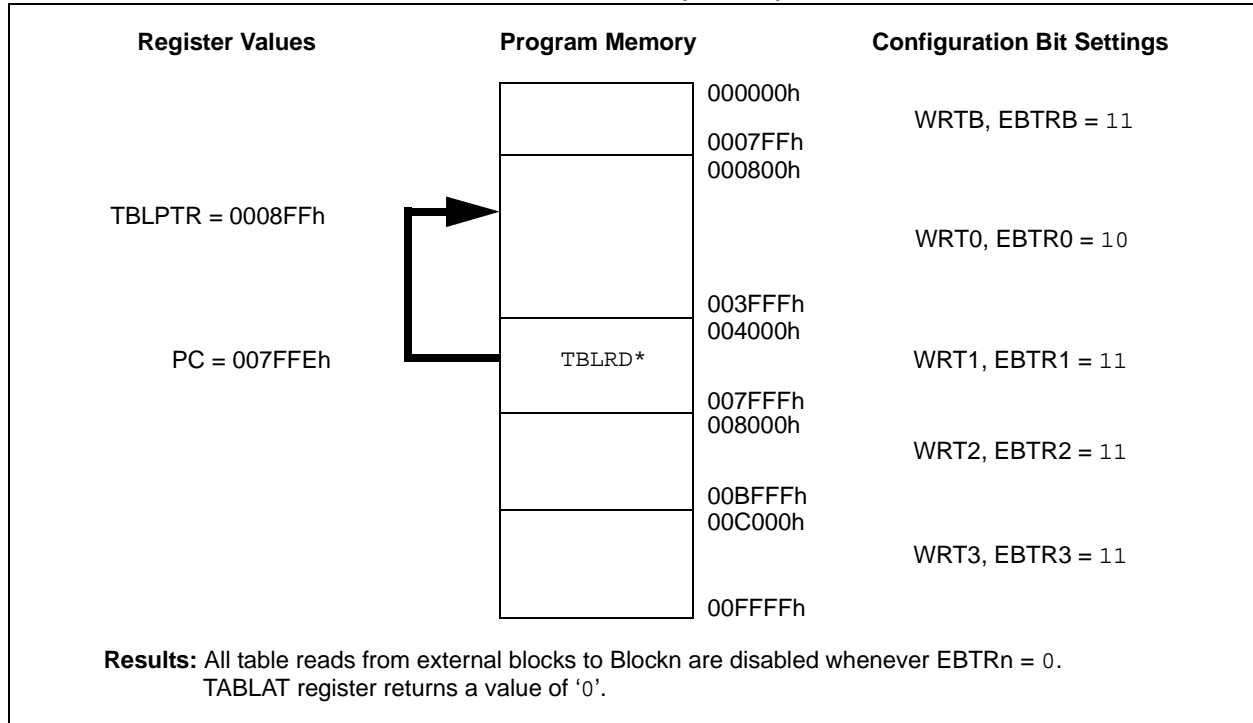 Register Values Program Memory Configuration Bit Settings
000000h
WRTB, EBTRB = 11
0007FFh
000800h
TBLPTR = 0008FFh
WRT0, EBTR0 = 10
003FFFh
004000h
PC = 007FFEh TBLRD* WRT1, EBTR1 = 11
007FFFh
008000h
WRT2, EBTR2 = 11
00BFFFh
00C000h
WRT3, EBTR3 = 11
00FFFFh
Results: All table reads from external blocks to Blockn are disabled whenever EBTRn = 0.
TABLAT register returns a value of ‘0’.